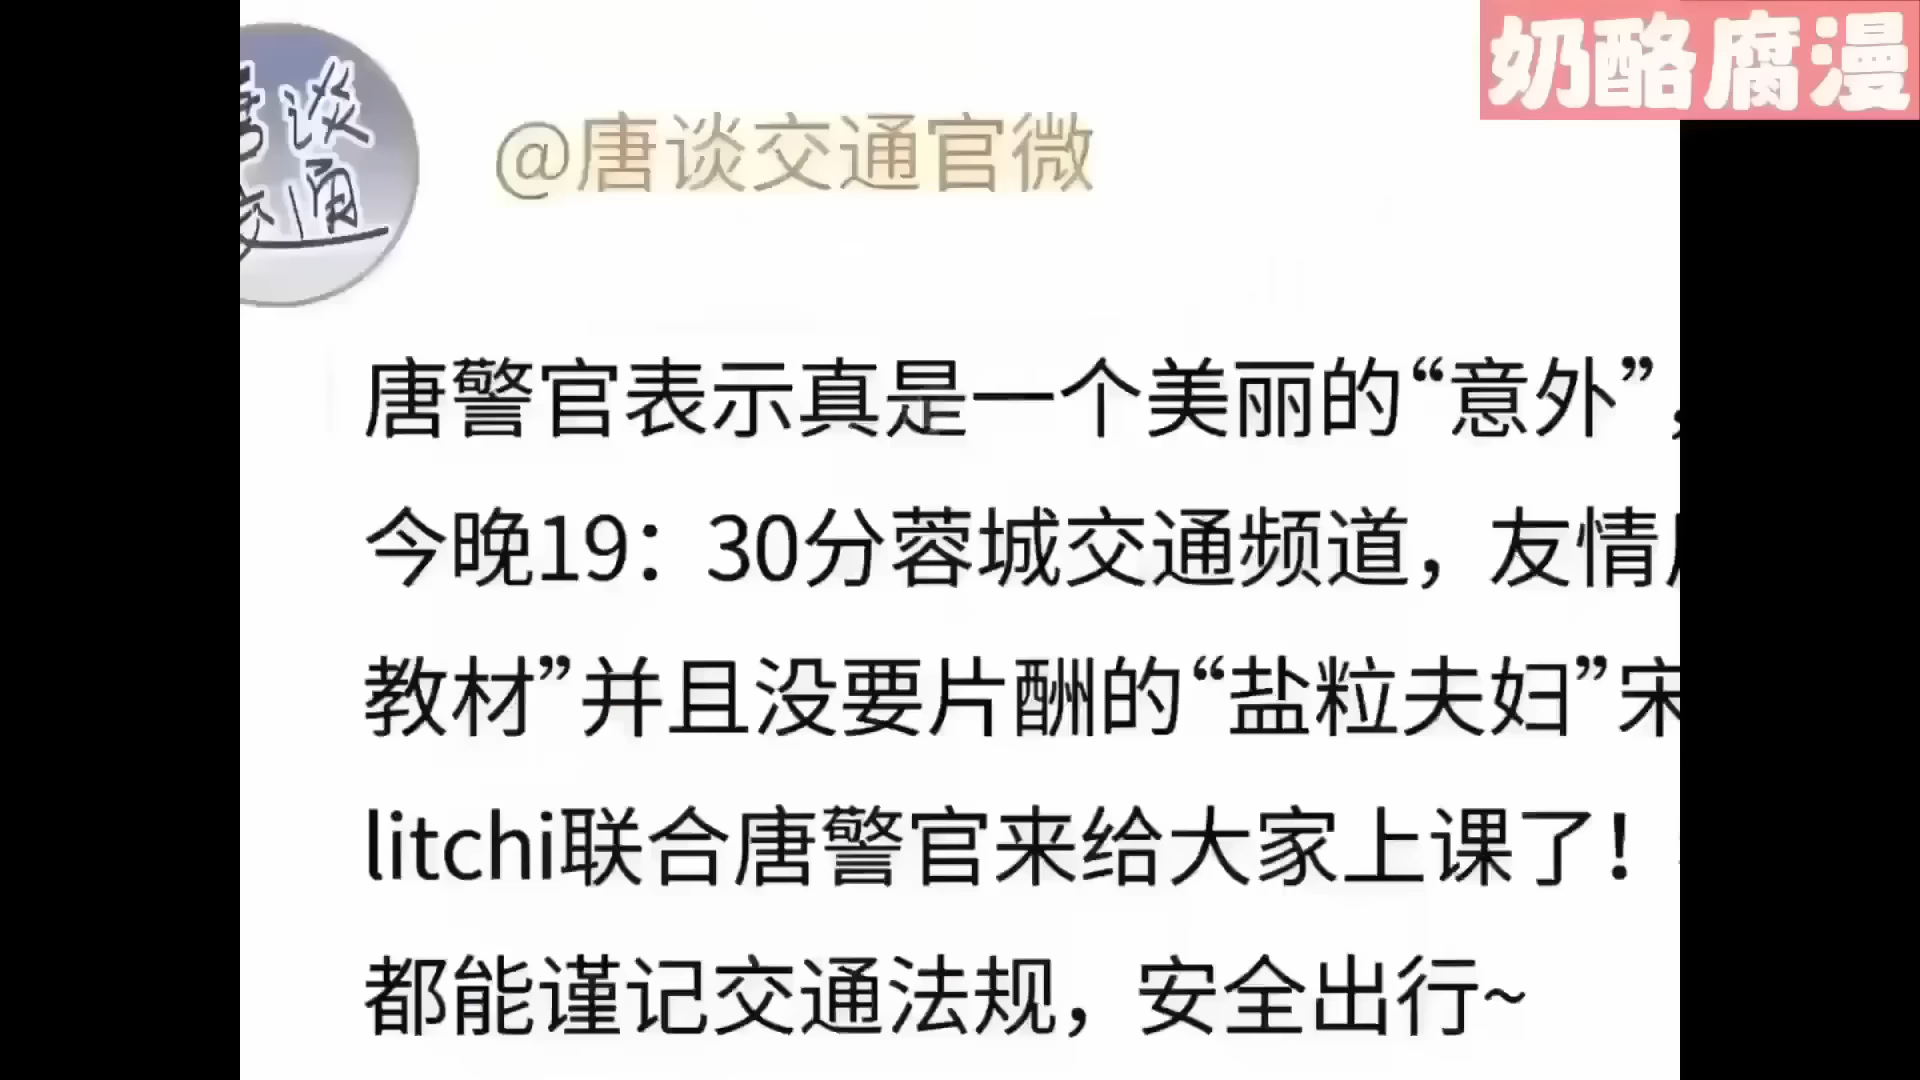 奶酪腐漫
谈
交通
@唐谈交通官微
唐警官表示真是一个美丽的“意外”，
今晚19：30分蓉城交通频道，友情
教材”并且没要片酬的“盐粒夫妇”宋
litchi联合唐警官来给大家上课了！
都能谨记交通法规，安全出行~